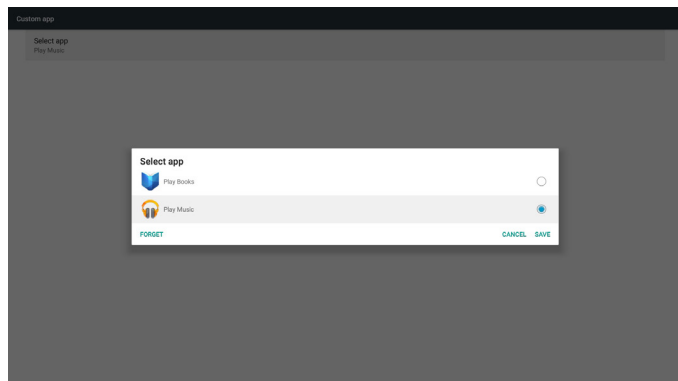 Custom app
Select app
Play Music
Select app
Play Books
Play Music
FORGET CANCEL SAVE